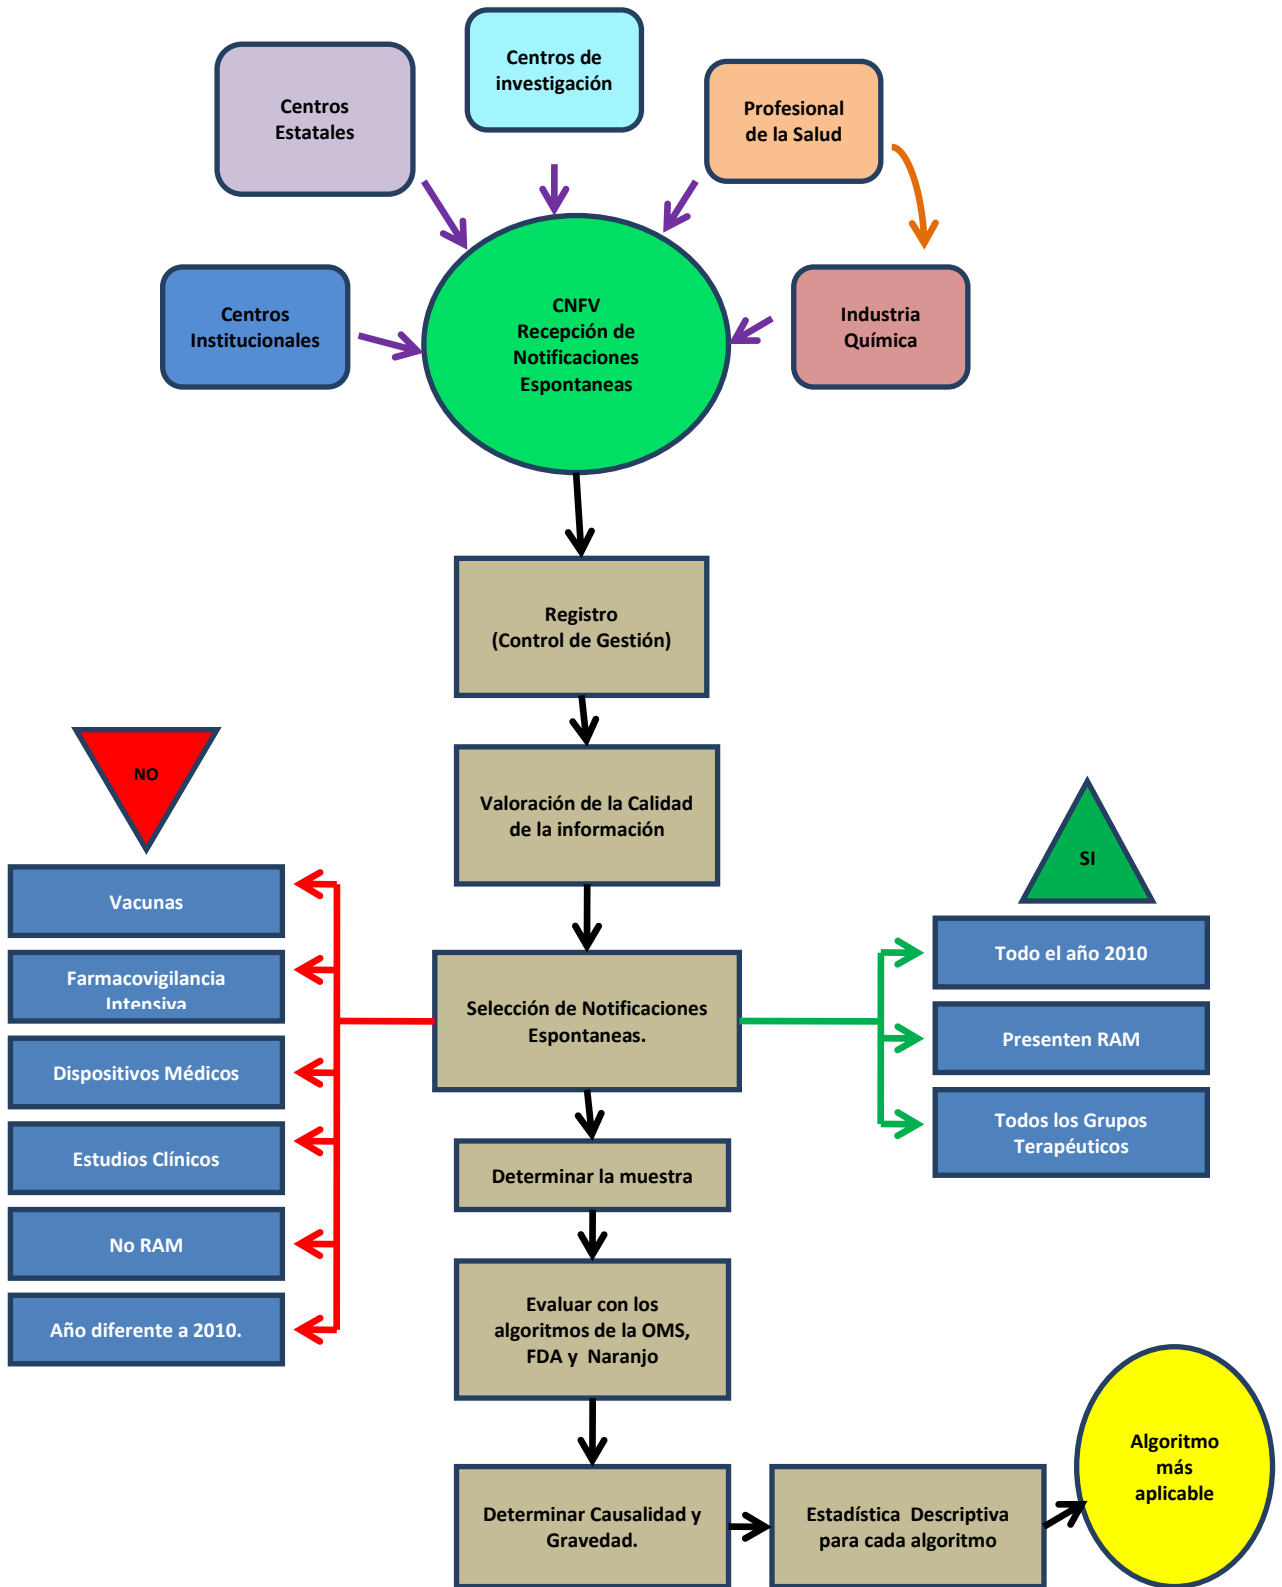 Centros de
investigación
Centros
Estatales
Profesional
de la Salud
Centros
Institucionales
CNFV
Recepción de
Notificaciones
Espontaneas
Industria
Química
Registro
(Control de Gestión)
Valoración de la Calidad
de la información
NO
SI
Vacunas
Farmacovigilancia
Intensiva
Dispositivos Médicos
Estudios Clínicos
No RAM
Año diferente a 2010.
Selección de Notificaciones
Espontaneas.
Todo el año 2010
Presenten RAM
Todos los Grupos
Terapéuticos
Determinar la muestra
Evaluar con los
algoritmos de la OMS,
FDA y Naranjo
Determinar Causalidad y
Gravedad.
Estadística Descriptiva
para cada algoritmo
Algoritmo
más
aplicable